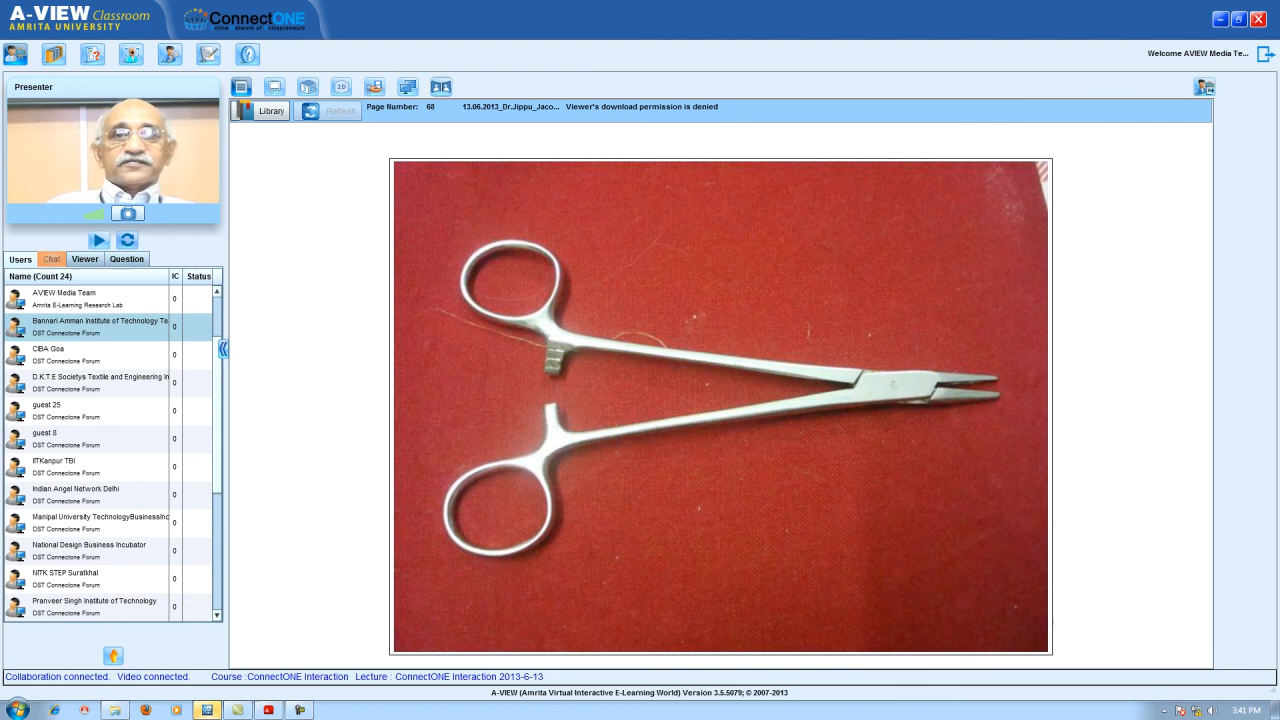 A-VIEW Classroom
AMRITA UNIVERSITY
ConnectONE
online network of entrepreneurs
Welcome AVIEW Media Te...
Presenter
Library
Refresh
Page Number: 68
13.06.2013_Dr.Jippu_Jaco...
Viewer's download permission is denied
2D
Users
Chat
Viewer
Question
Name (Count 24)
IC
Status
AVIEW Media Team
Amrita E-Learning Research Lab
0
Bannari Amman Institute of Technology Te
DST Connectone Forum
0
CIBA Goa
DST Connectone Forum
0
D.K.T.E Societys Textile and Engineering In
DST Connectone Forum
0
guest 25
DST Connectone Forum
0
guest 8
DST Connectone Forum
0
IITKanpur TBI
DST Connectone Forum
0
Indian Angel Network Delhi
DST Connectone Forum
0
Manipal University TechnologyBusinessInc
DST Connectone Forum
0
National Design Business Incubator
DST Connectone Forum
0
NITK STEP Suratkhal
DST Connectone Forum
0
Pranveer Singh Institute of Technology
DST Connectone Forum
0
Collaboration connected. Video connected. Course :ConnectONE Interaction Lecture : ConnectONE Interaction 2013-6-13
A-VIEW (Amrita Virtual Interactive E-Learning World) Version 3.5.5079; © 2007-2013
3:41 PM